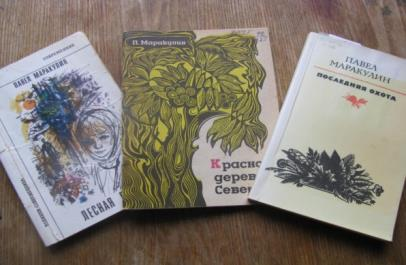 ПАВЕЛ МАРАКУЛИН
ЛЕСНАЯ
П. Маракулин
Красно
дерев
Север
ПАВЕЛ
МАРАКУЛИН
ПОСЛЕДНЯЯ ОХОТА